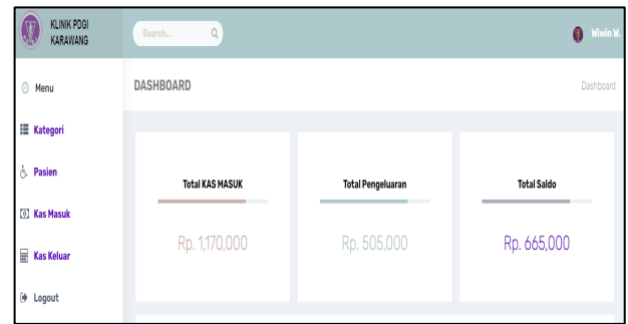 KLINIK PDGI
KARAWANG
Search...
Wiwin W.
Menu
Kategori
Pasien
Kas Masuk
Kas Keluar
Logout
DASHBOARD
Dashboard
Total KAS MASUK
Rp. 1,170,000
Total Pengeluaran
Rp. 505,000
Total Saldo
Rp. 665,000